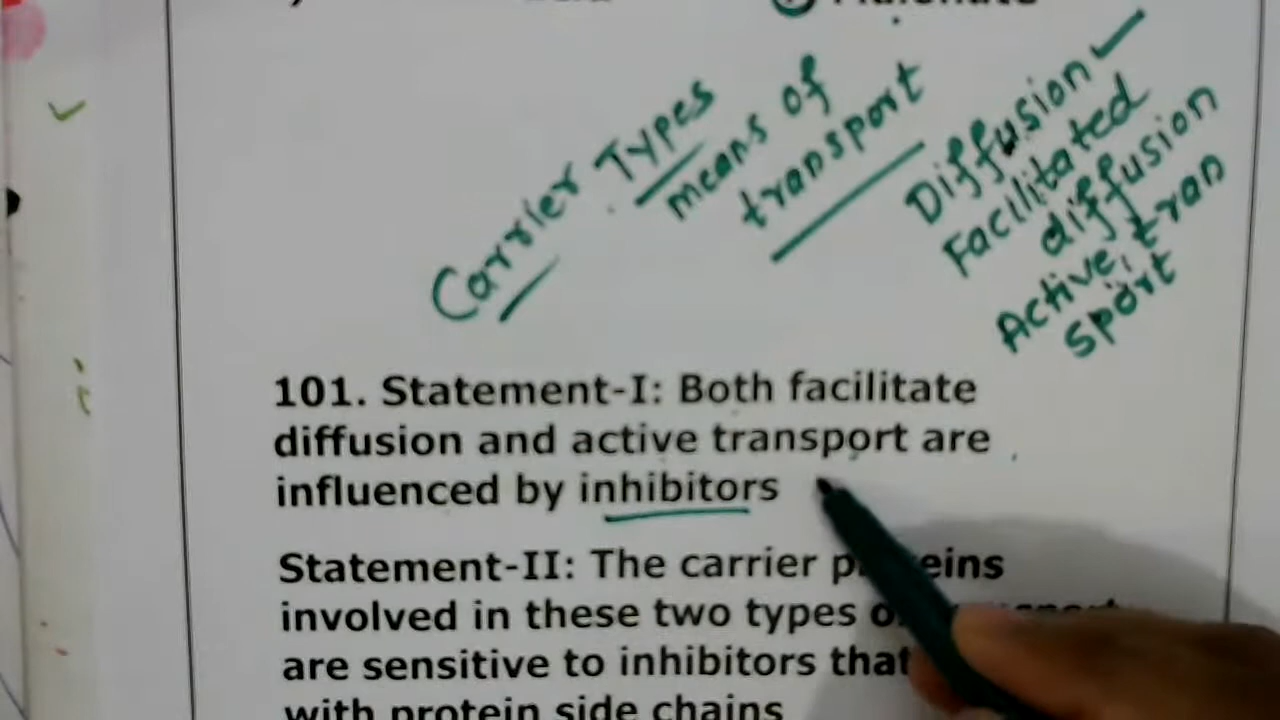 Carrier Types
means of
transport
Diffusion
Facilitated
diffusion
Active, tran
sport
101. Statement-I: Both facilitate
diffusion and active transport are
influenced by inhibitors
Statement-II: The carrier
involved in these two types
are sensitive to inhibitors that
with protein side chains